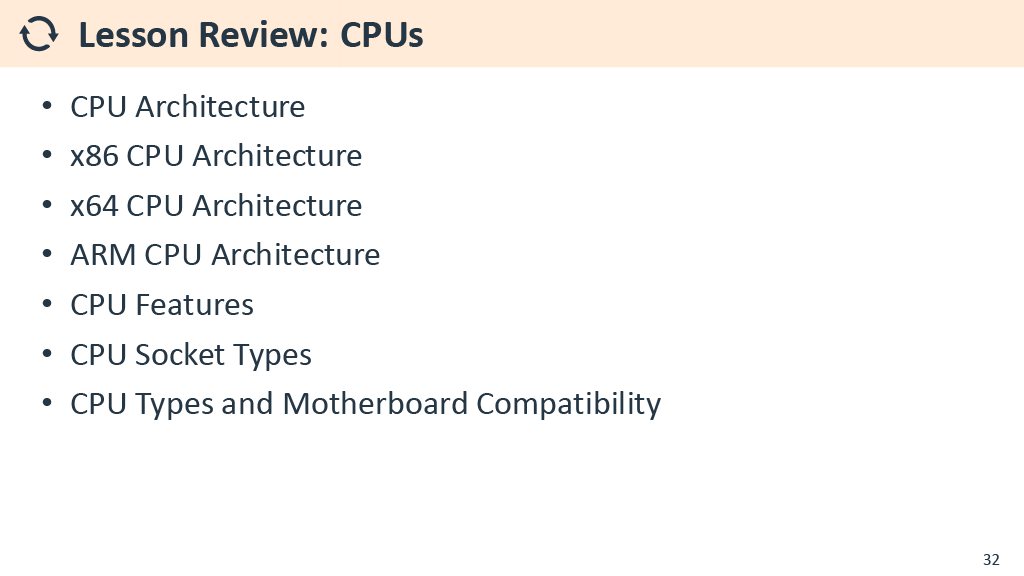 Lesson Review: CPUs
• CPU Architecture
• x86 CPU Architecture
• x64 CPU Architecture
• ARM CPU Architecture
• CPU Features
• CPU Socket Types
• CPU Types and Motherboard Compatibility
32